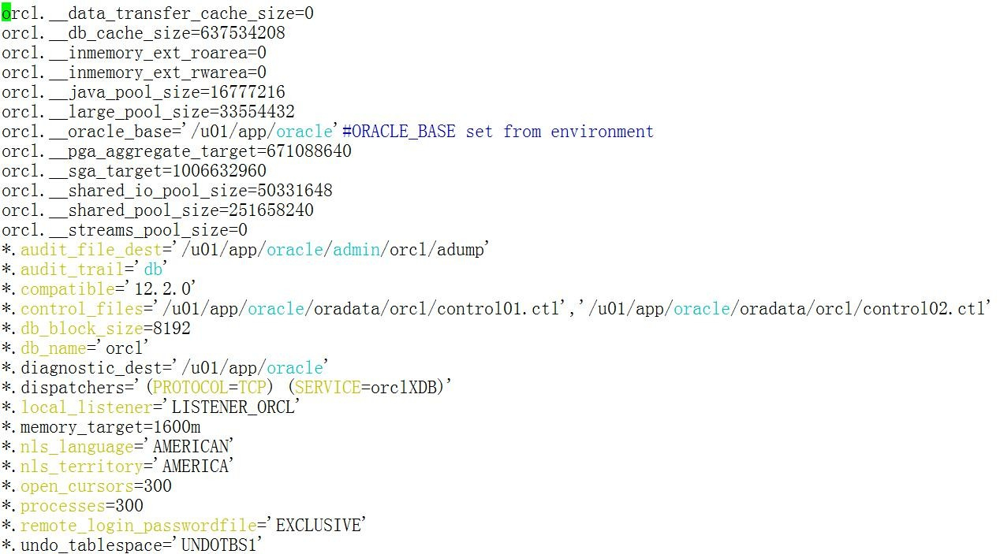 orcl.__data_transfer_cache_size=0
orcl.__db_cache_size=637534208
orcl.__inmemory_ext_roarea=0
orcl.__inmemory_ext_rwarea=0
orcl.__java_pool_size=16777216
orcl.__large_pool_size=33554432
orcl.__oracle_base='/u01/app/oracle'#ORACLE_BASE set from environment
orcl.__pga_aggregate_target=671088640
orcl.__sga_target=1006632960
orcl.__shared_io_pool_size=50331648
orcl.__shared_pool_size=251658240
orcl.__streams_pool_size=0
*.audit_file_dest='/u01/app/oracle/admin/orcl/adump'
*.audit_trail='db'
*.compatible='12.2.0'
*.control_files='/u01/app/oracle/oradata/orcl/control01.ctl','/u01/app/oracle/oradata/orcl/control02.ctl'
*.db_block_size=8192
*.db_name='orcl'
*.diagnostic_dest='/u01/app/oracle'
*.dispatchers='(PROTOCOL=TCP) (SERVICE=orclXDB)'
*.local_listener='LISTENER_ORCL'
*.memory_target=1600m
*.nls_language='AMERICAN'
*.nls_territory='AMERICA'
*.open_cursors=300
*.processes=300
*.remote_login_passwordfile='EXCLUSIVE'
*.undo_tablespace='UNDOTBS1'